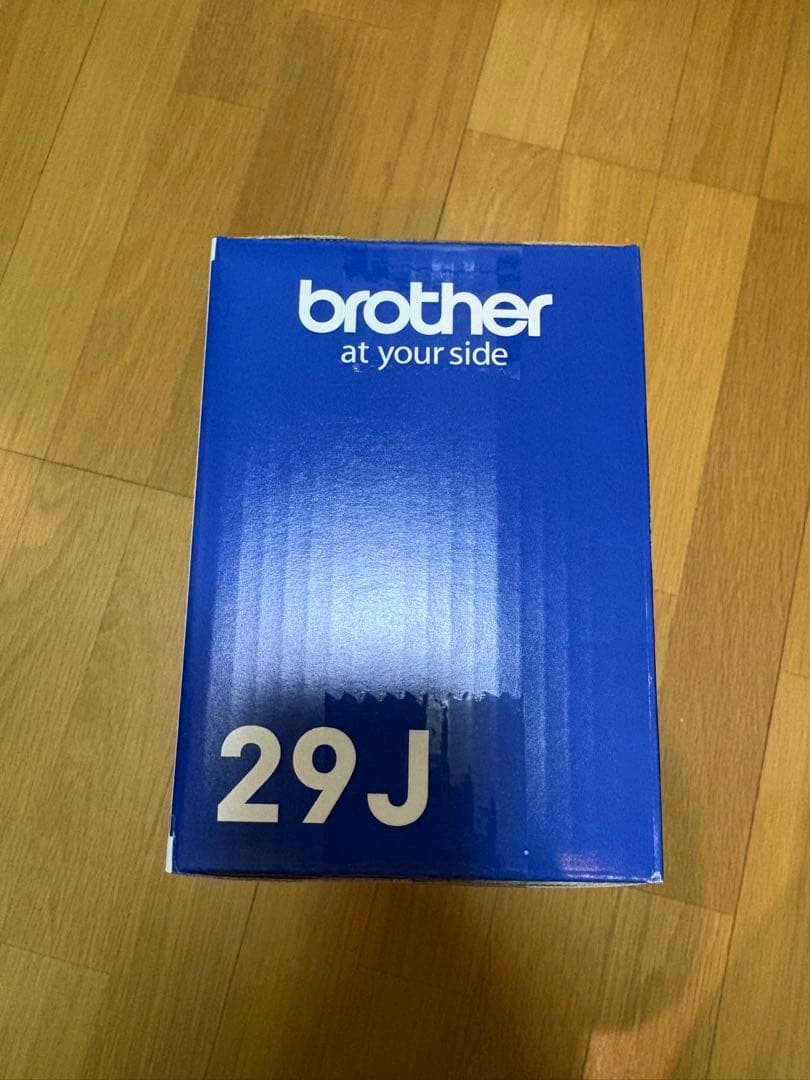 brother
at your side
29J